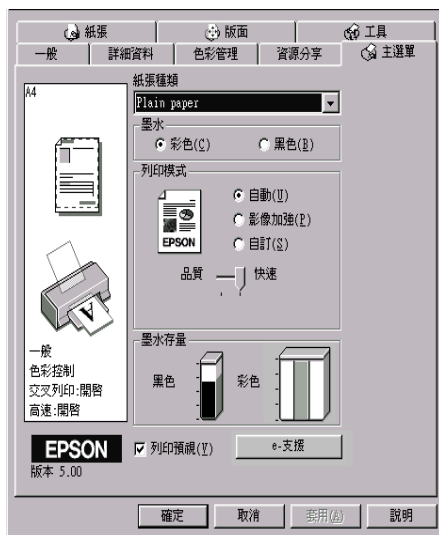 紙張 版面 工具
一般 詳細資料 色彩管理 資源分享 主選單
A4
紙張種類
Plain paper
墨水
彩色(C) 黑色(B)
列印模式
自動(U)
影像加強(P)
自訂(S)
EPSON
品質 快速
墨水存量
黑色 彩色
一般
色彩控制
交叉列印:開啓
高速:開啓
EPSON
版本 5.00
列印預視(V) e-支援
確定 取消 套用(A) 說明